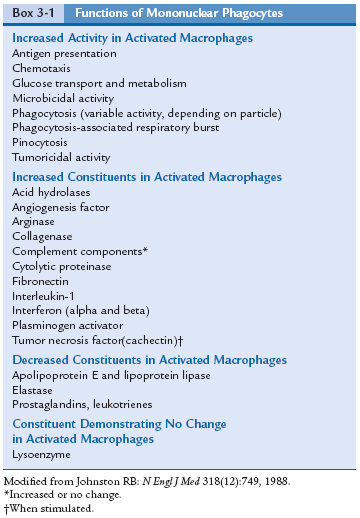 Box 3-1 Functions of Mononuclear Phagocytes
Increased Activity in Activated Macrophages
Antigen presentation
Chemotaxis
Glucose transport and metabolism
Microbicidal activity
Phagocytosis (variable activity, depending on particle)
Phagocytosis-associated respiratory burst
Pinocytosis
Tumoricidal activity
Increased Constituents in Activated Macrophages
Acid hydrolases
Angiogenesis factor
Arginase
Collagenase
Complement components*
Cytolytic proteinase
Fibronectin
Interleukin-1
Interferon (alpha and beta)
Plasminogen activator
Tumor necrosis factor(cachectin)†
Decreased Constituents in Activated Macrophages
Apolipoprotein E and lipoprotein lipase
Elastase
Prostaglandins, leukotrienes
Constituent Demonstrating No Change
in Activated Macrophages
Lysoenzyme
Modified from Johnston RB: N Engl J Med 318(12):749, 1988.
*Increased or no change.
†When stimulated.